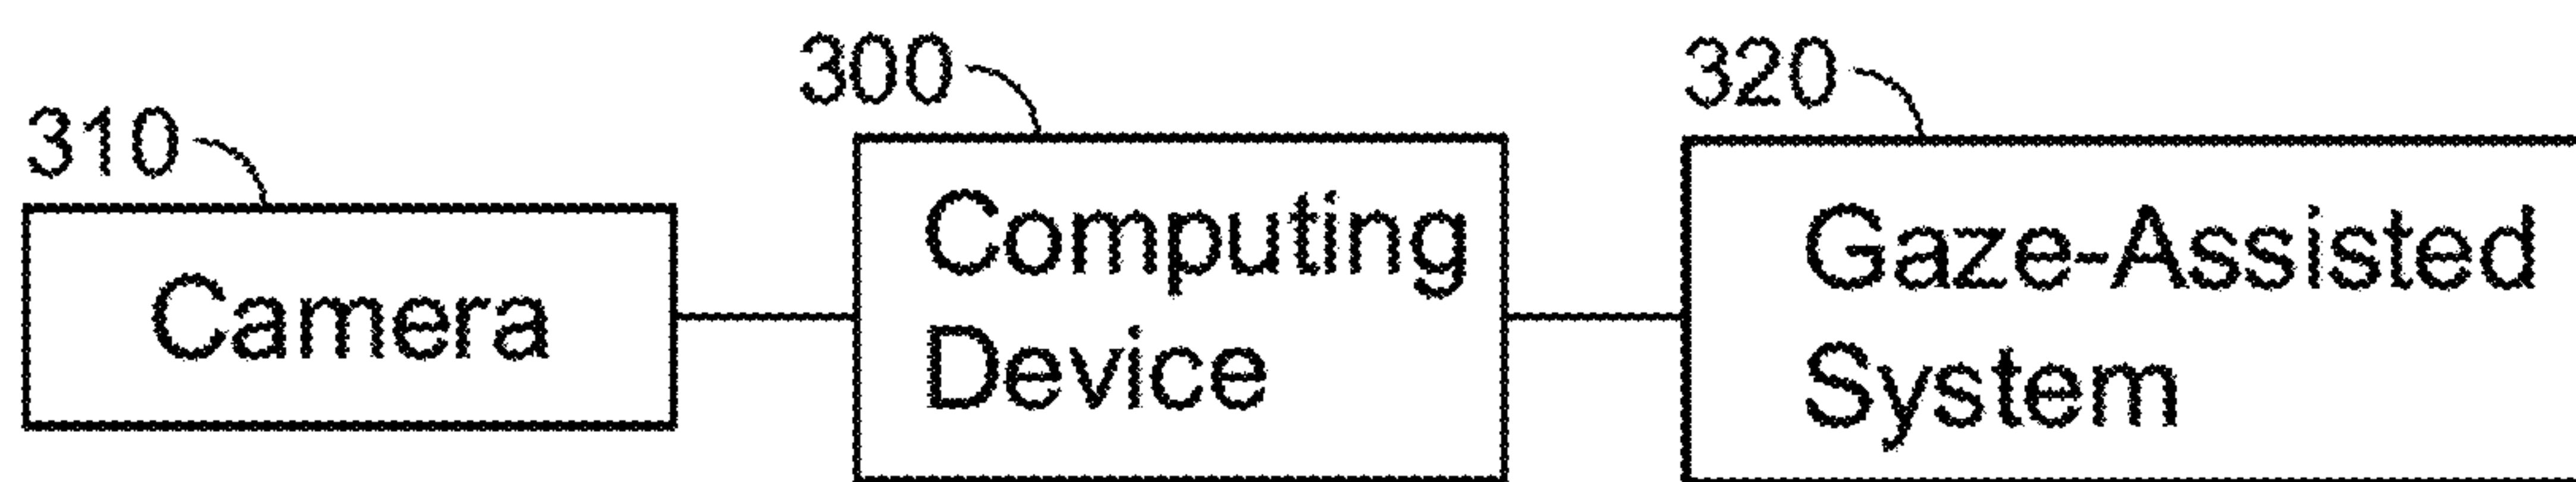 310
Camera
300
Computing
Device
320
Gaze-Assisted
System